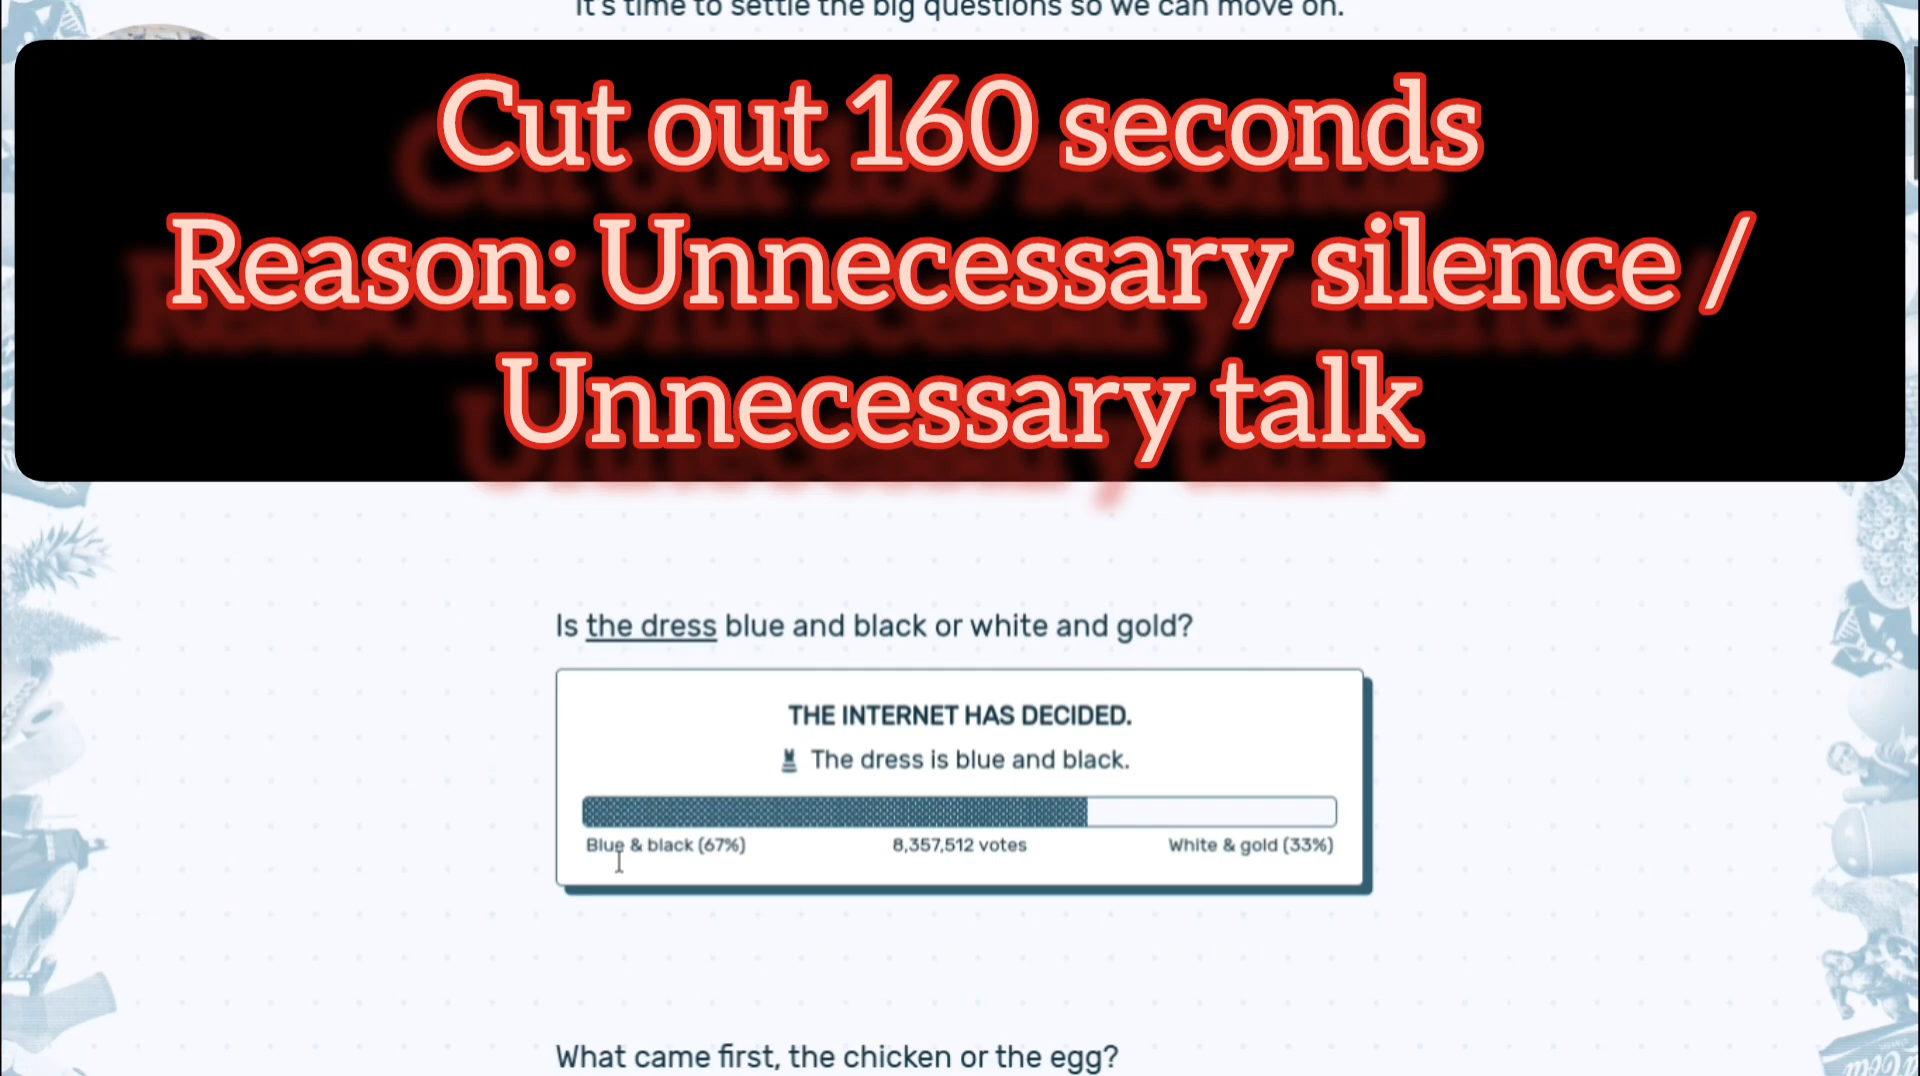 It's time to settle the big questions so we can move on.
Cut out 160 seconds
Reason: Unnecessary silence /
Unnecessary talk
Is the dress blue and black or white and gold?
THE INTERNET HAS DECIDED.
The dress is blue and black.
Blue & black (67%) 8,357,512 votes White & gold (33%)
What came first, the chicken or the egg?